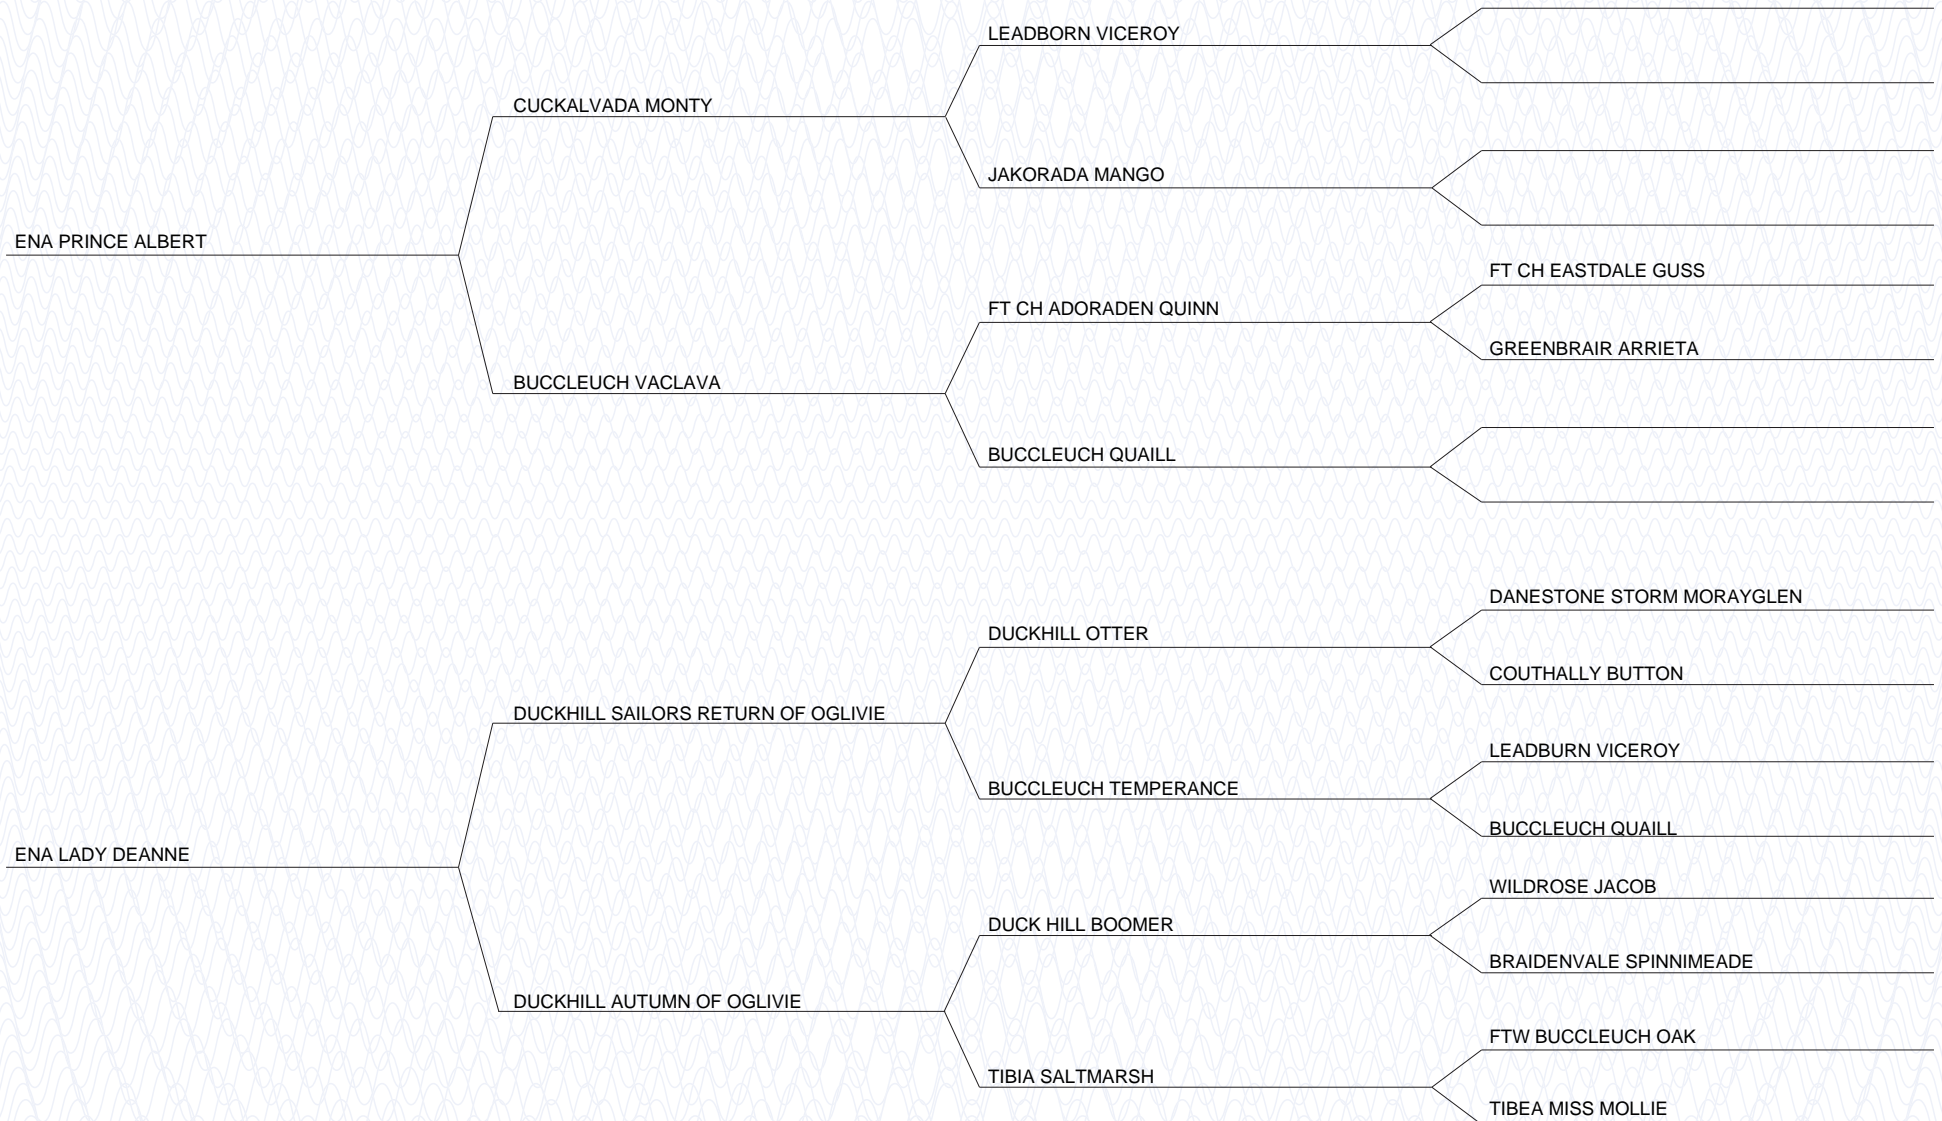 LEADBORN VICEROY
CUCKALVADA MONTY
JAKORADA MANGO
ENA PRINCE ALBERT
FT CH EASTDALE GUSS
FT CH ADORADEN QUINN
GREENBRAIR ARRIETA
BUCCLEUCH VACLAVA
BUCCLEUCH QUAILL
DANESTONE STORM MORAYGLEN
DUCKHILL OTTER
COUTHALLY BUTTON
DUCKHILL SAILORS RETURN OF OGLIVIE
LEADBURN VICEROY
BUCCLEUCH TEMPERANCE
BUCCLEUCH QUAILL
ENA LADY DEANNE
WILDROSE JACOB
DUCK HILL BOOMER
BRAIDENVALE SPINNIMEADE
DUCKHILL AUTUMN OF OGLIVIE
FTW BUCCLEUCH OAK
TIBIA SALTMARSH
TIBEA MISS MOLLIE